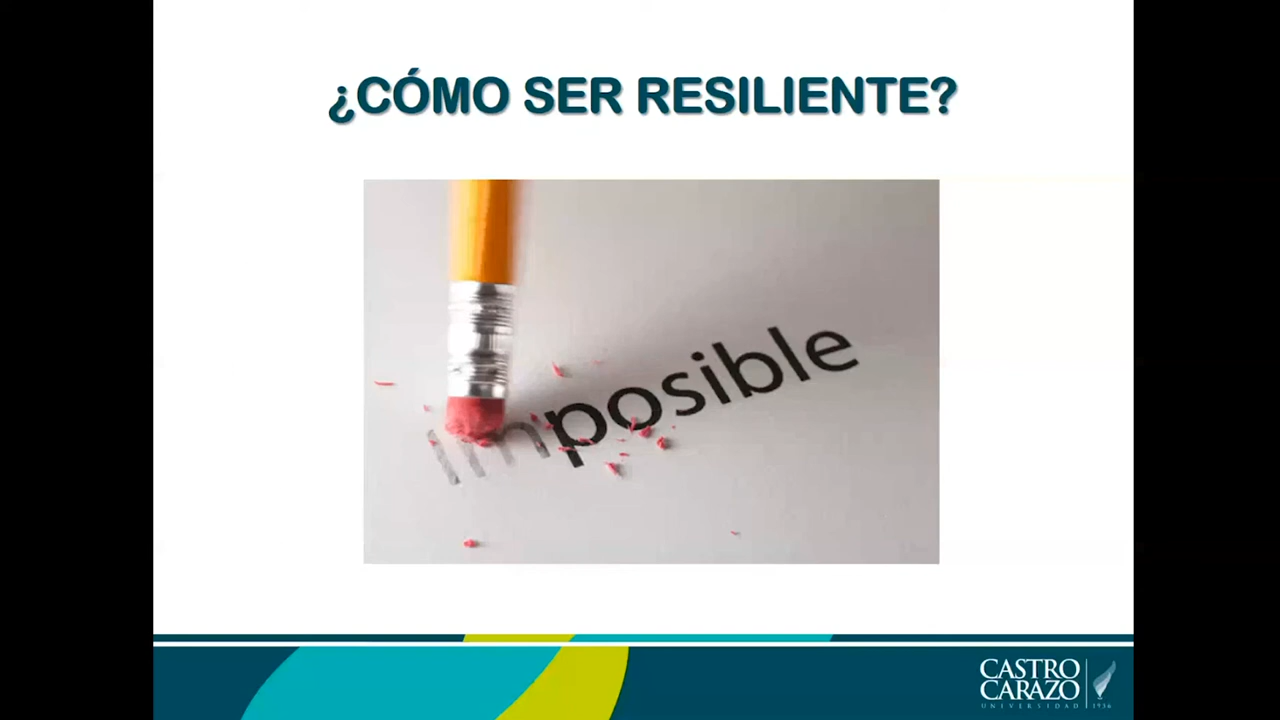 ¿CÓMO SER RESILIENTE?
imposible
CASTRO
CARAZO
UNIVERSIDAD 1936